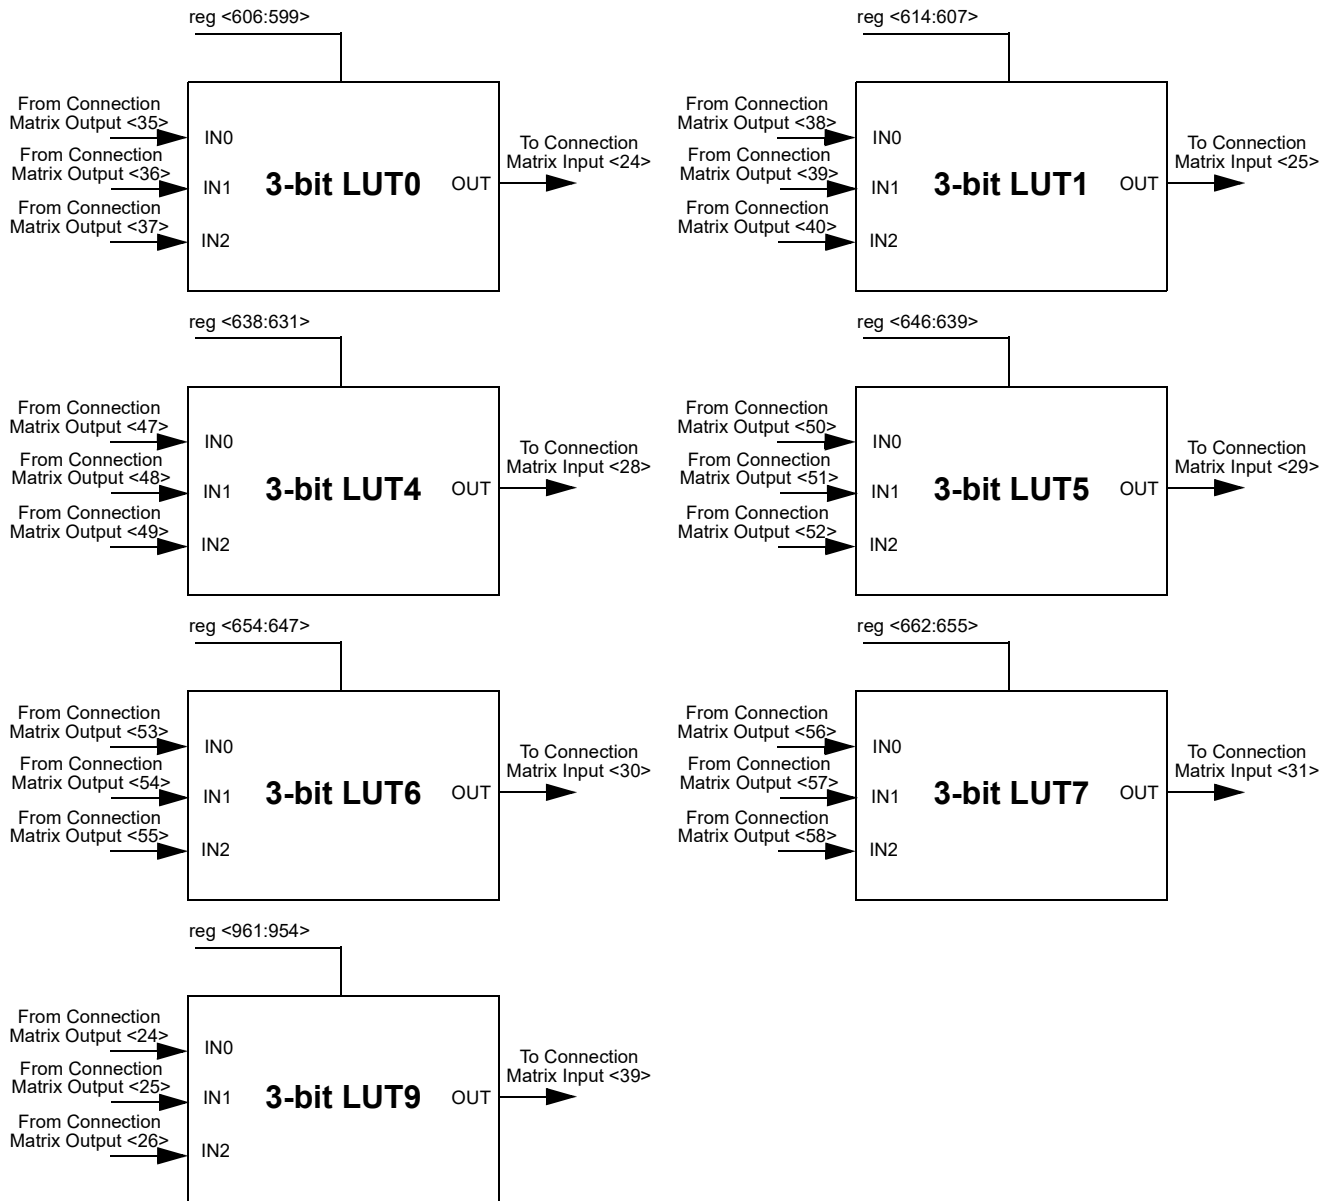 reg <606:599>
From Connection
Matrix Output <35>
IN0
From Connection
Matrix Output <36>
IN1
From Connection
Matrix Output <37>
IN2
3-bit LUT0
OUT
To Connection
Matrix Input <24>
reg <614:607>
From Connection
Matrix Output <38>
IN0
From Connection
Matrix Output <39>
IN1
From Connection
Matrix Output <40>
IN2
3-bit LUT1
OUT
To Connection
Matrix Input <25>
reg <638:631>
From Connection
Matrix Output <47>
IN0
From Connection
Matrix Output <48>
IN1
From Connection
Matrix Output <49>
IN2
3-bit LUT4
OUT
To Connection
Matrix Input <28>
reg <646:639>
From Connection
Matrix Output <50>
IN0
From Connection
Matrix Output <51>
IN1
From Connection
Matrix Output <52>
IN2
3-bit LUT5
OUT
To Connection
Matrix Input <29>
reg <654:647>
From Connection
Matrix Output <53>
IN0
From Connection
Matrix Output <54>
IN1
From Connection
Matrix Output <55>
IN2
3-bit LUT6
OUT
To Connection
Matrix Input <30>
reg <662:655>
From Connection
Matrix Output <56>
IN0
From Connection
Matrix Output <57>
IN1
From Connection
Matrix Output <58>
IN2
3-bit LUT7
OUT
To Connection
Matrix Input <31>
reg <961:954>
From Connection
Matrix Output <24>
IN0
From Connection
Matrix Output <25>
IN1
From Connection
Matrix Output <26>
IN2
3-bit LUT9
OUT
To Connection
Matrix Input <39>